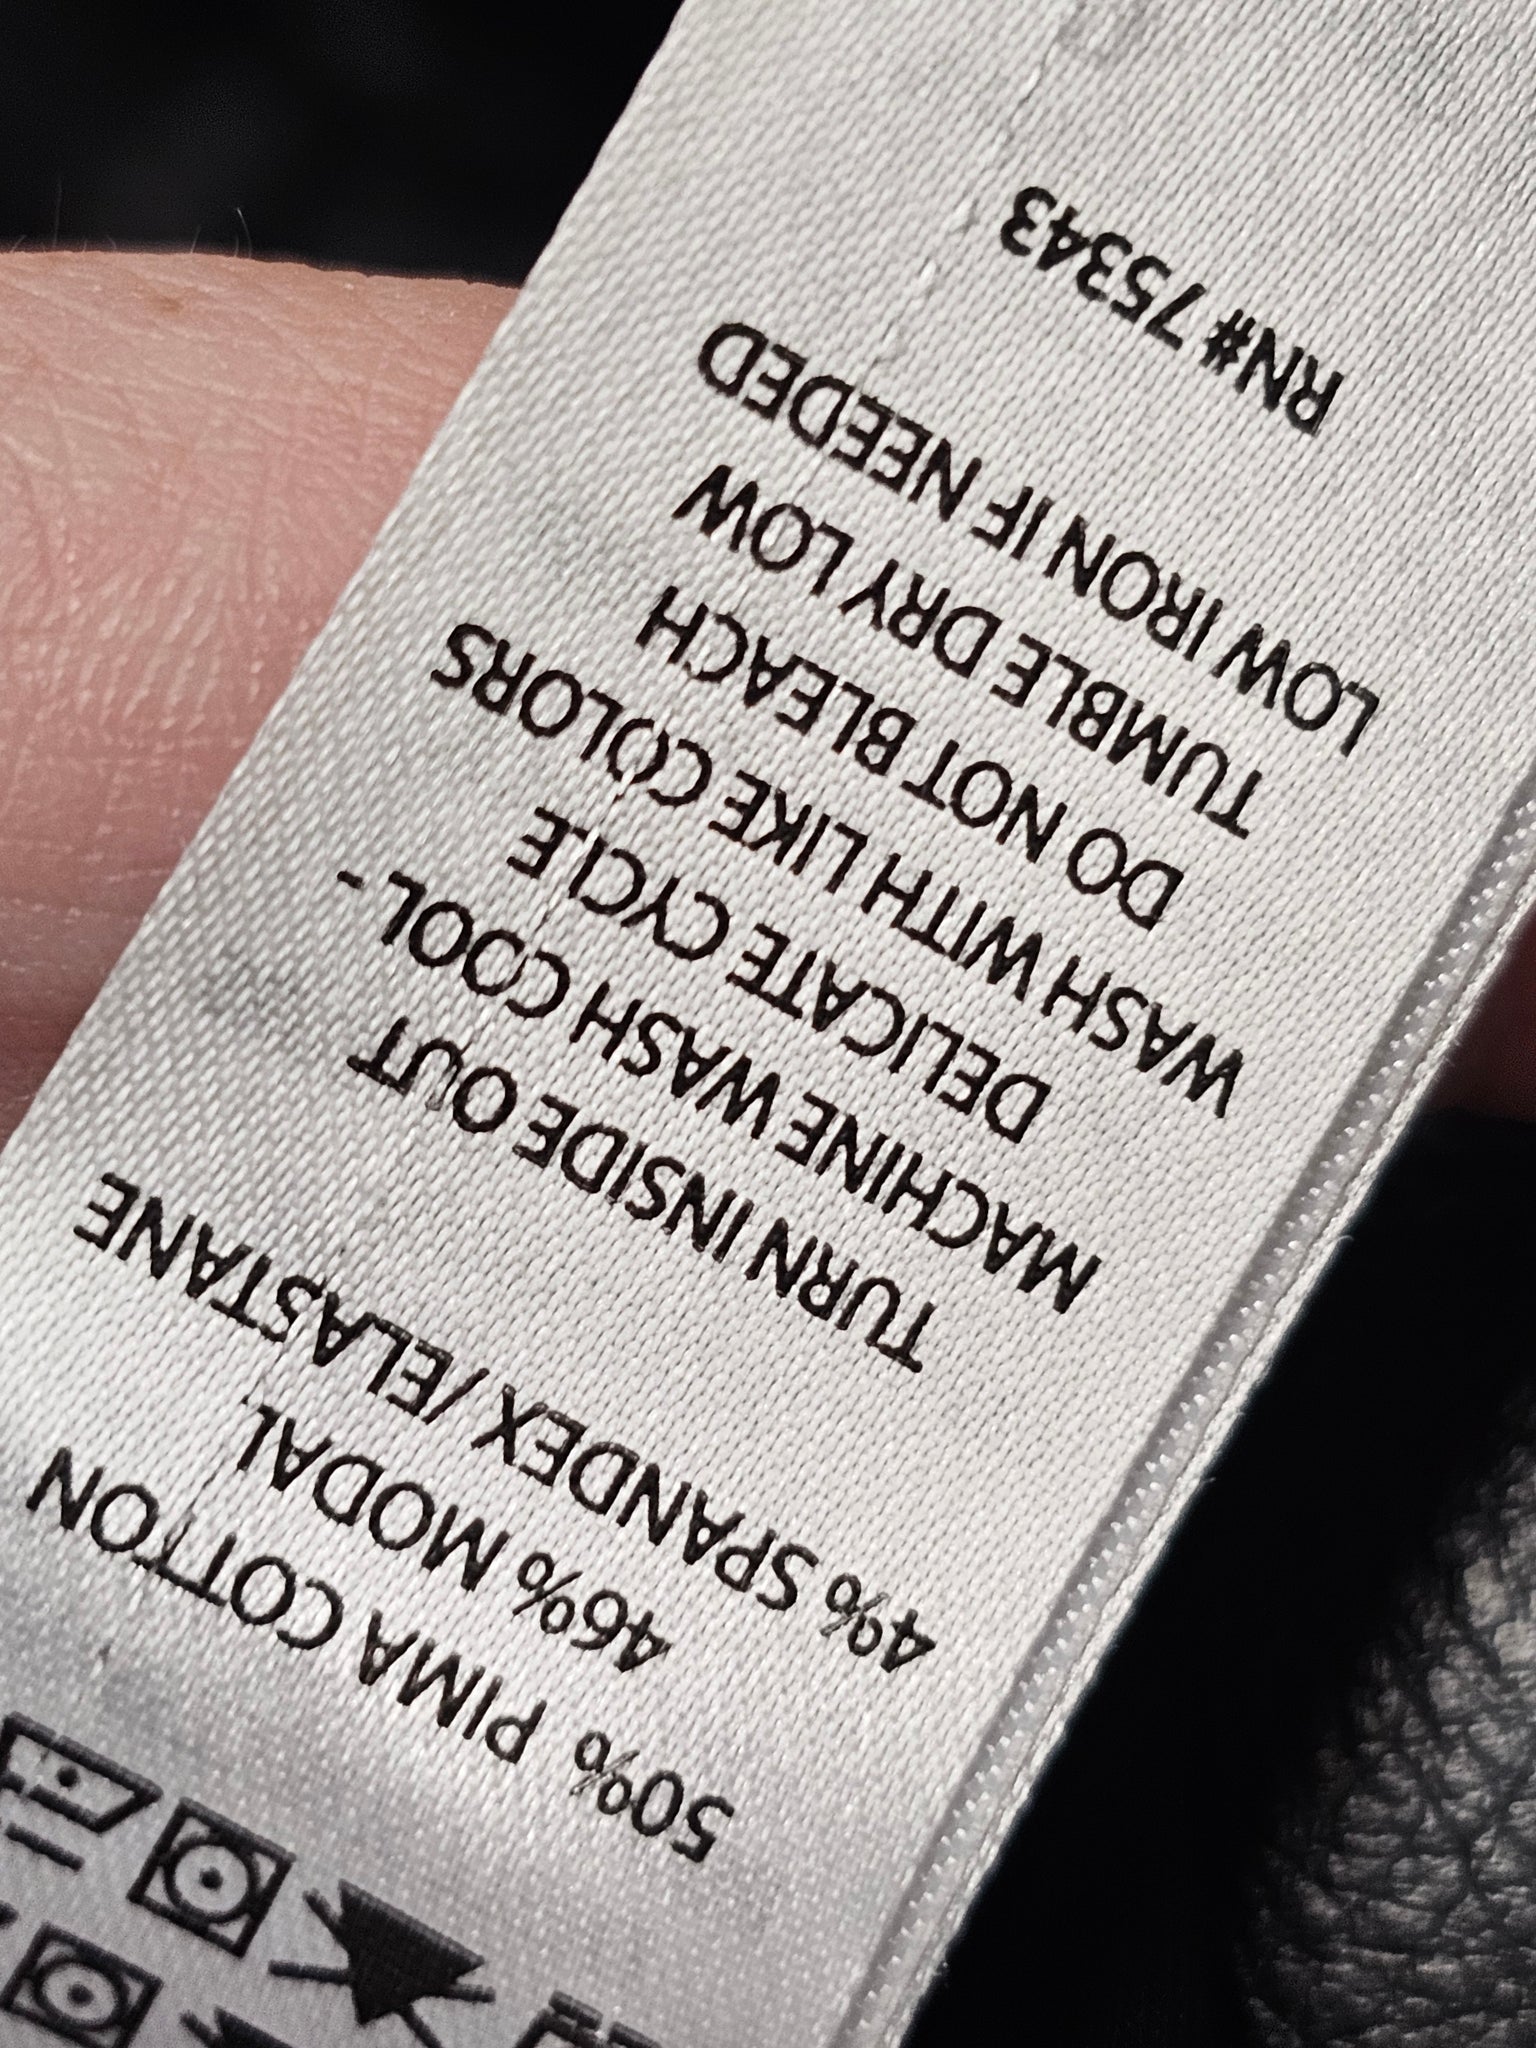 50% PIMA COTTON
46% MODAL
4% SPANDEX/ELASTANE
TURN INSIDE OUT
MACHINE WASH COOL-
DELICATE CYCLE
WASH WITH LIKE COLORS
DO NOT BLEACH
TUMBLE DRY LOW
LOW IRON IF NEEDED
RN# 75343